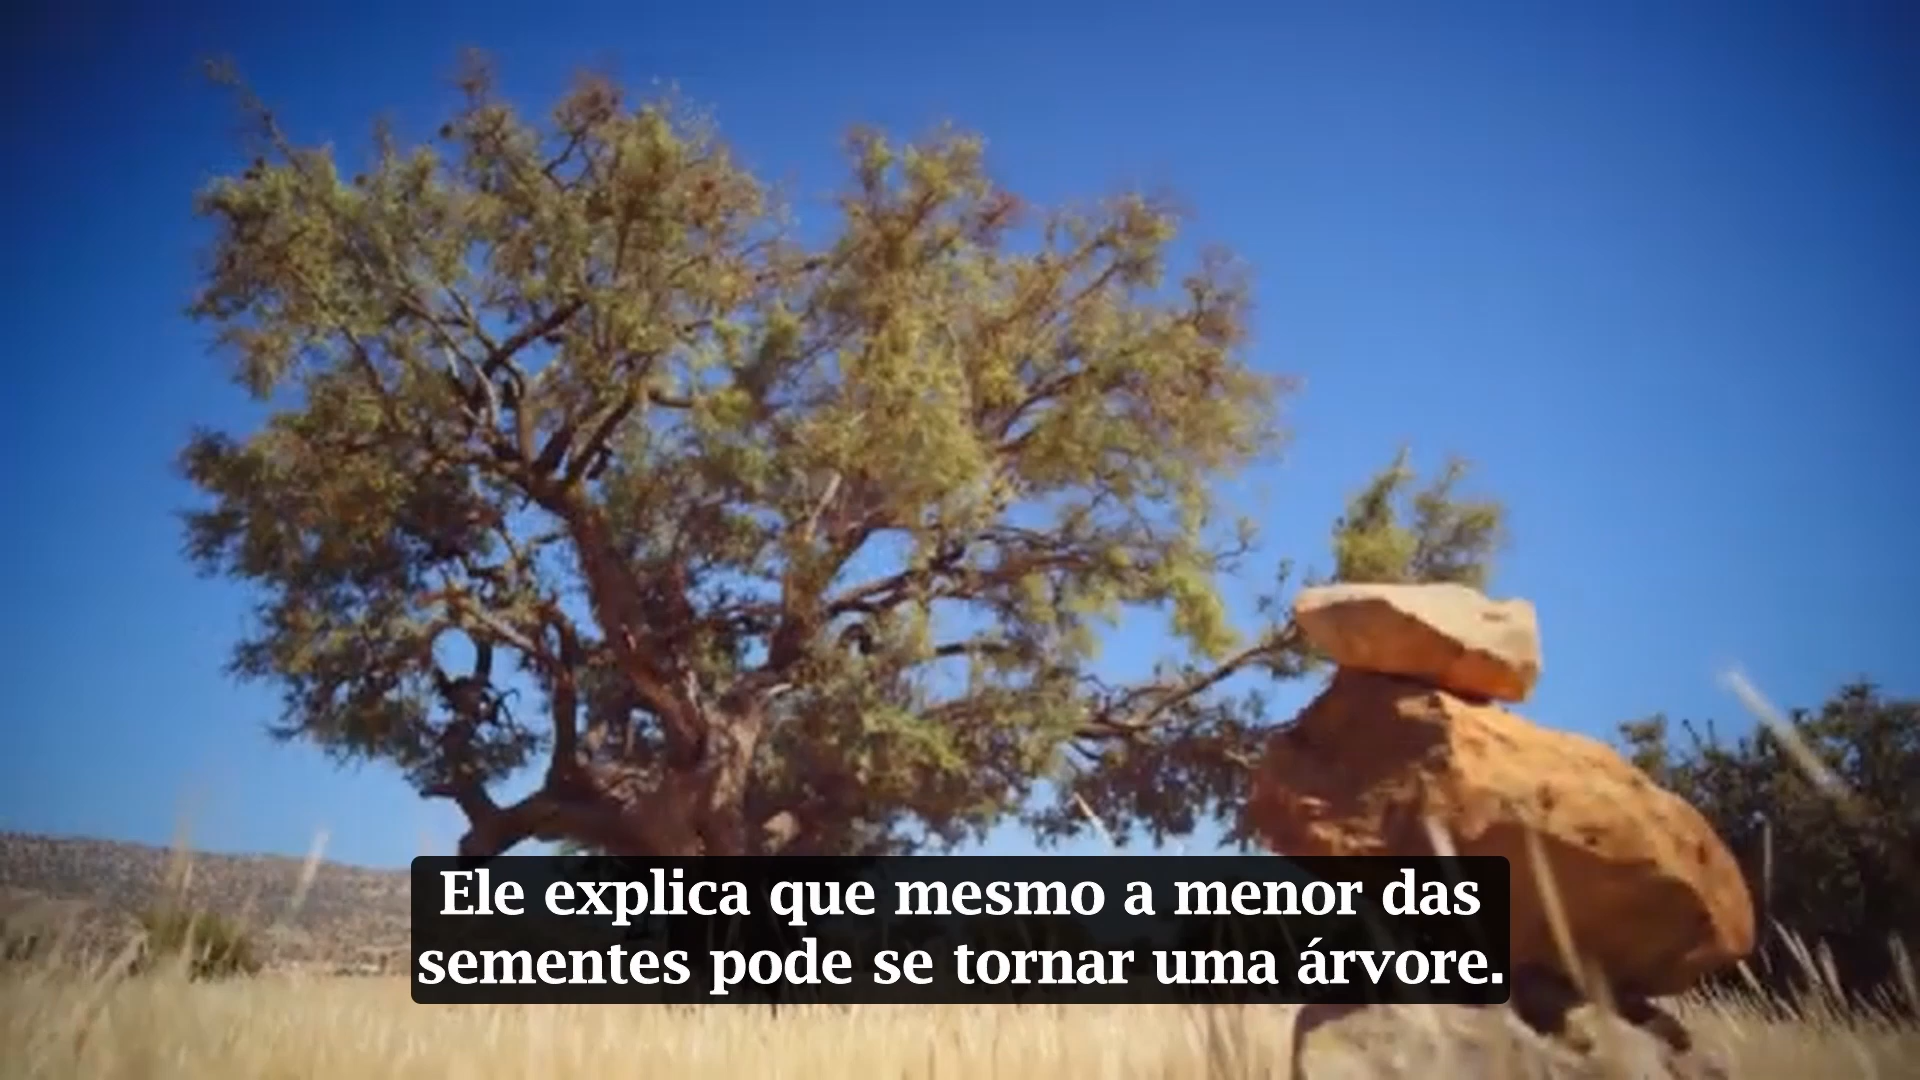 Ele explica que mesmo a menor das
sementes pode se tornar uma árvore.